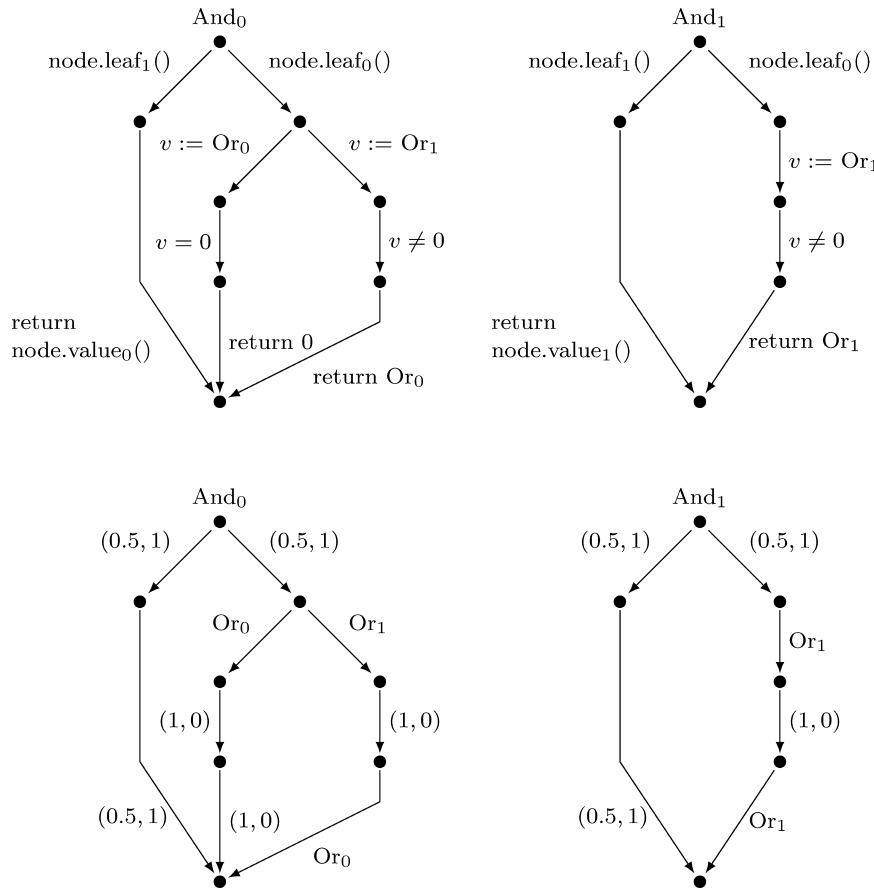 And₀
And₁
node.leaf₁()
node.leaf₀()
node.leaf₁()
node.leaf₀()
v := Or₀
v := Or₁
v := Or₁
v = 0
v ≠ 0
v ≠ 0
return
node.value₀()
return 0
return Or₀
return
node.value₁()
return Or₁
And₀
And₁
(0.5, 1)
(0.5, 1)
(0.5, 1)
(0.5, 1)
Or₀
Or₁
Or₁
(1, 0)
(1, 0)
(1, 0)
(0.5, 1)
(1, 0)
Or₀
(0.5, 1)
Or₁